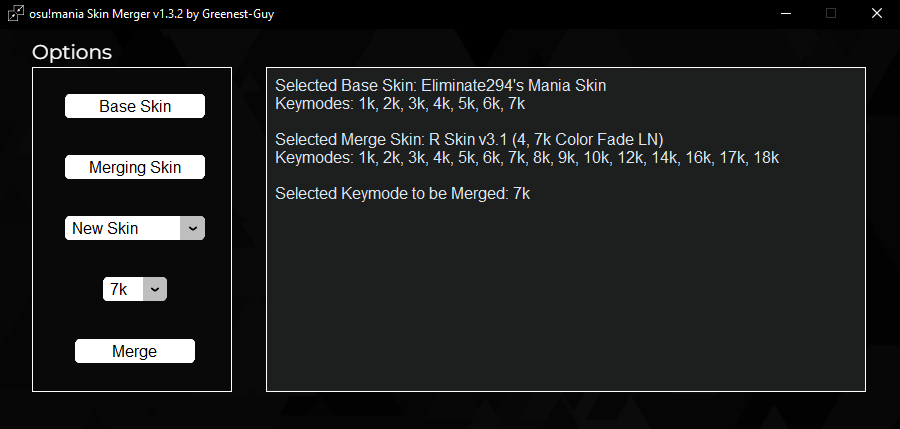 osu!mania Skin Merger v1.3.2 by Greenest-Guy
Options
Base Skin
Merging Skin
New Skin
7k
Merge
Selected Base Skin: Eliminate294's Mania Skin
Keymodes: 1k, 2k, 3k, 4k, 5k, 6k, 7k
Selected Merge Skin: R Skin v3.1 (4, 7k Color Fade LN)
Keymodes: 1k, 2k, 3k, 4k, 5k, 6k, 7k, 8k, 9k, 10k, 12k, 14k, 16k, 17k, 18k
Selected Keymode to be Merged: 7k